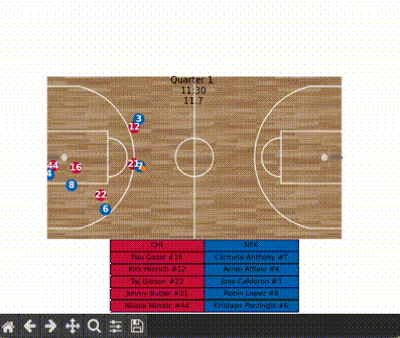 Quarter 1
11:30
11.7
3
12
21 7
44 16
4
8
22
6
CHI NYK
Pau Gasol #16 Carmelo Anthony #7
Kirk Hinrich #12 Arron Afflalo #4
Taj Gibson #22 Jose Calderon #3
Jimmy Butler #21 Robin Lopez #8
Nikola Mirotic #44 Kristaps Porzingis #6